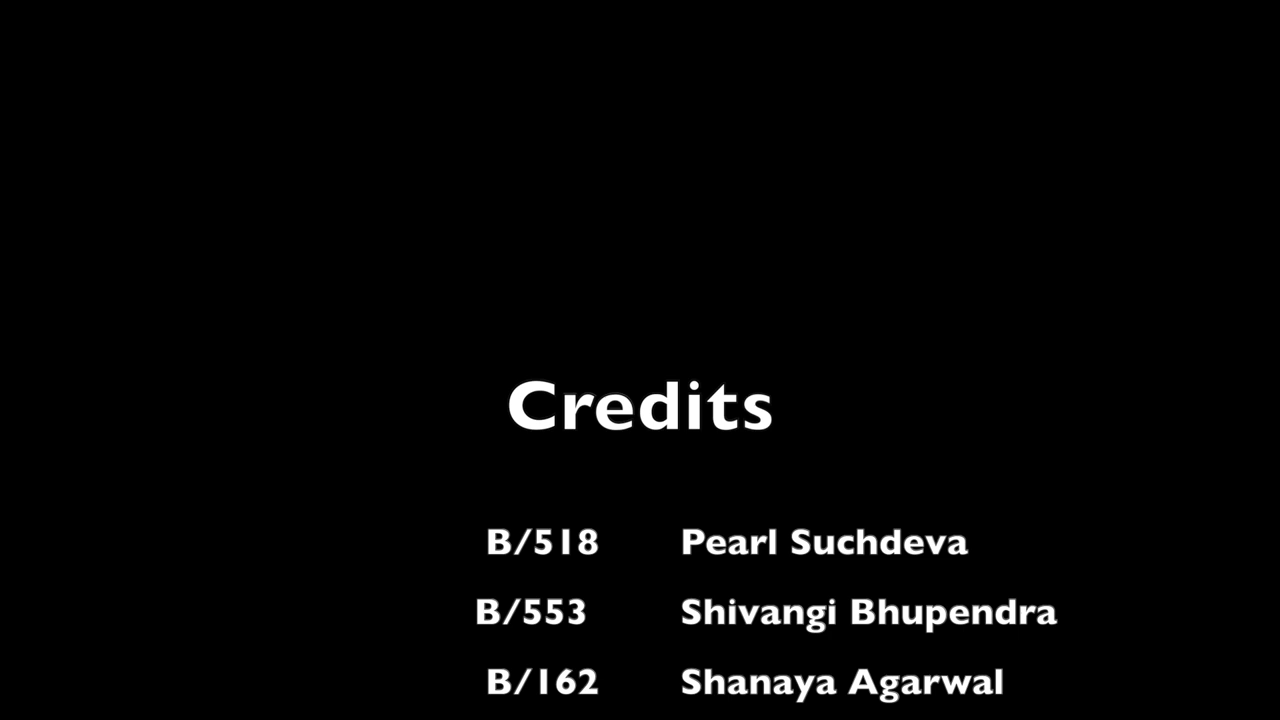 Credits
B/518 Pearl Suchdeva
B/553 Shivangi Bhupendra
B/162 Shanaya Agarwal